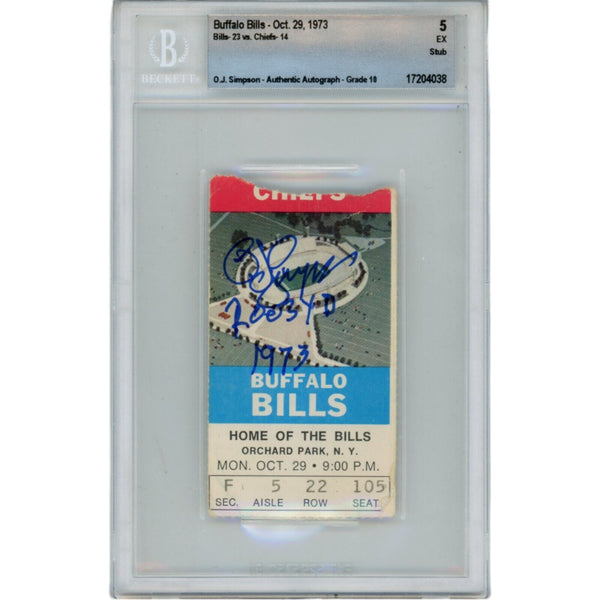 Buffalo Bills - Oct. 29, 1973
5
Bills- 23 vs. Chiefs- 14
EX
Stub
O.J. Simpson - Authentic Autograph - Grade 10
17204038
B
BECKETT
CHIEFS
2003 YD
1973
BUFFALO
BILLS
HOME OF THE BILLS
ORCHARD PARK, N. Y.
MON. OCT. 29 • 9:00 P.M.
F 5 22 105
SEC. AISLE ROW SEAT